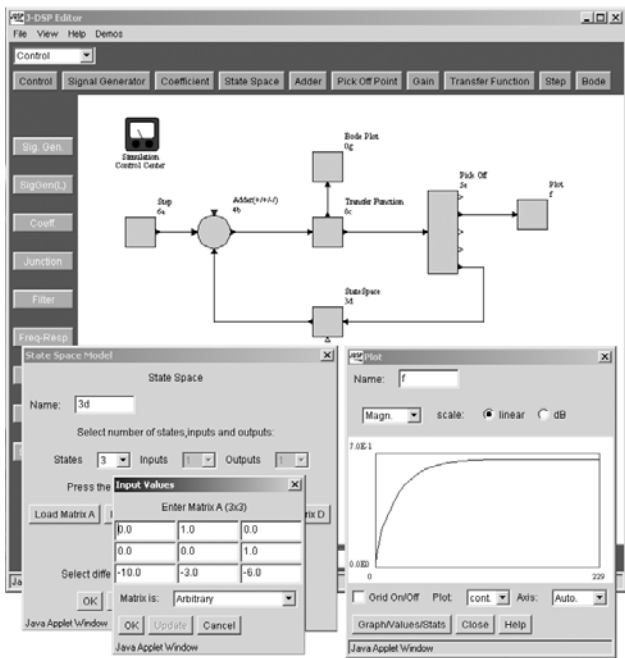 J-DSP Editor
File View Help Demos
Control
Control Signal Generator Coefficient State Space Adder Pick Off Point Gain Transfer Function Step Bode
Sig. Gen.
SigGen(L)
Coeff.
Junction
Filter
Freq-Resp
Simulation
Control Center
Bode Plot
0g
Step
6a
Adder(+/+/-/)
4b
Transfer Function
8c
Pick Off
5e
Plot
f
State Space
3d
State Space Model
State Space
Name: 3d
Select number of states,inputs and outputs:
States 3 Inputs 1 Outputs 1
Press the
Load Matrix A
rix D
Select diffe
OK
Java Applet Window
Input Values
Enter Matrix A (3x3)
0.0 1.0 0.0
0.0 0.0 1.0
-10.0 -3.0 -6.0
Matrix is: Arbitrary
OK Update Cancel
Java Applet Window
Plot
Name: f
Magn. scale: linear dB
7.0E-1
0.0E0
0 229
Grid On/Off Plot: cont. Axis: Auto.
Graph/Values/Stats Close Help
Java Applet Window